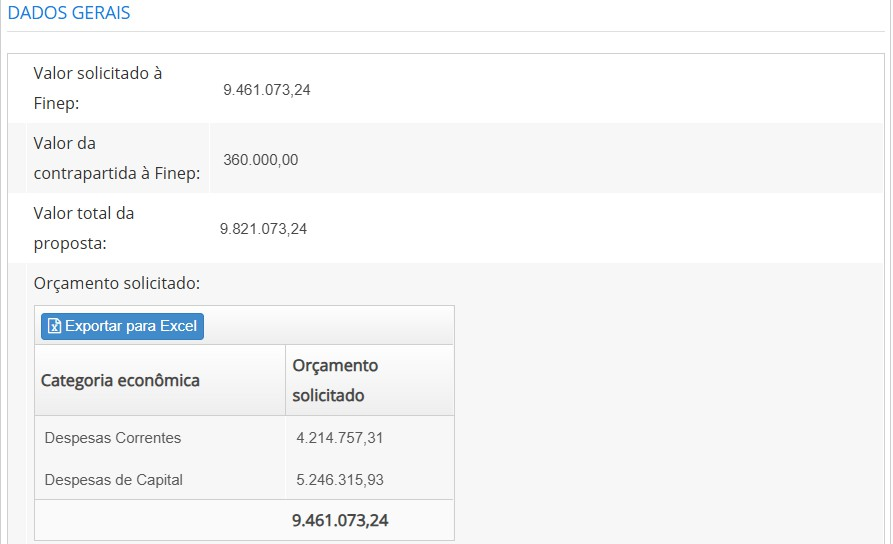 DADOS GERAIS
Valor solicitado à
Finep:
9.461.073,24
Valor da
contrapartida à Finep:
360.000,00
Valor total da
proposta:
9.821.073,24
Orçamento solicitado:
Exportar para Excel
Categoria econômica
Orçamento
solicitado
Despesas Correntes
4.214.757,31
Despesas de Capital
5.246.315,93
9.461.073,24